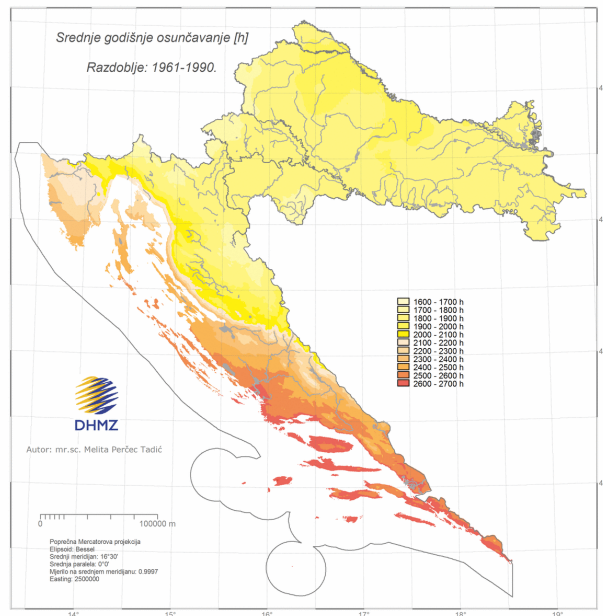 Srednje godišnje osunčavanje [h]
Razdoblje: 1961-1990.
1600 - 1700 h
1700 - 1800 h
1800 - 1900 h
1900 - 2000 h
2000 - 2100 h
2100 - 2200 h
2200 - 2300 h
2300 - 2400 h
2400 - 2500 h
2500 - 2600 h
2600 - 2700 h
DHMZ
Autor: mr.sc. Melita Perčec Tadić
0
100000 m
Poprečna Mercatorova projekcija
Elipsoid: Bessel
Srednji meridijan: 16°30'
Srednja paralela: 0°0'
Mjerilo na srednjem meridijanu: 0.9997
Easting: 2500000
14°
15°
16°
17°
18°
19°